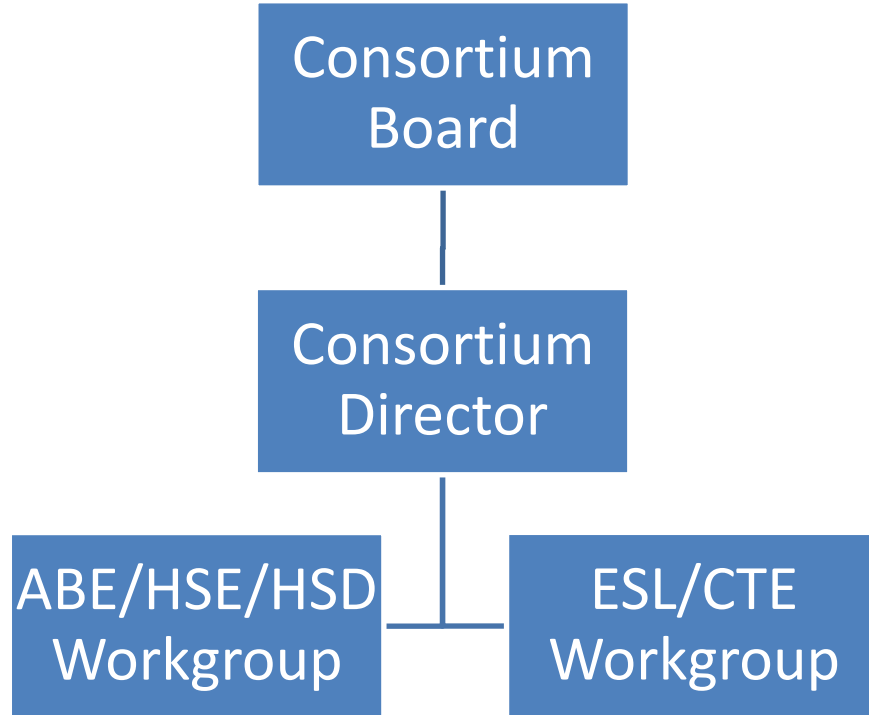 Consortium
Board
Consortium
Director
ABE/HSE/HSD
Workgroup
ESL/CTE
Workgroup